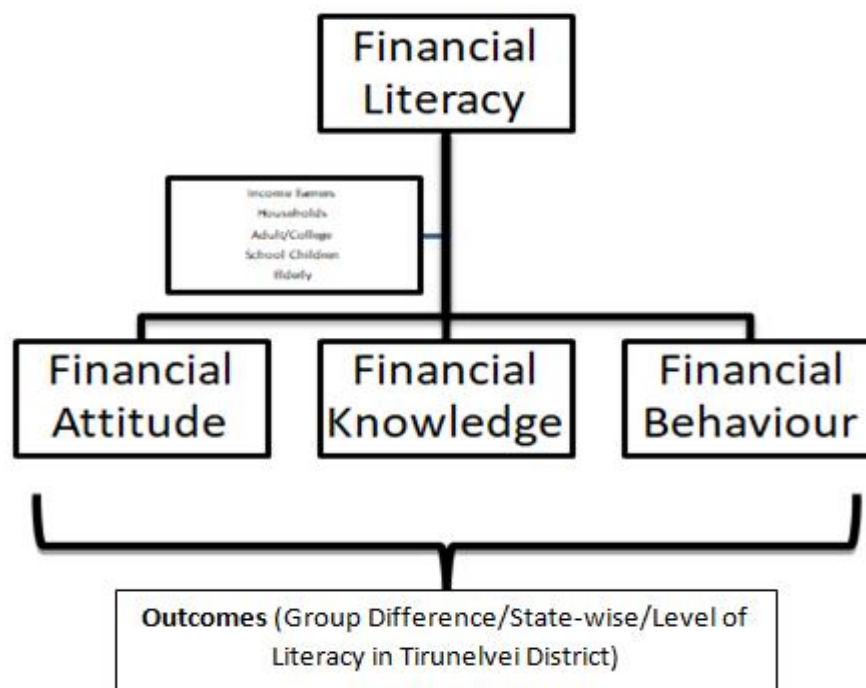 Financial
Literacy
Income Earners
Households
Adult/College
School Children
Elderly
Financial
Attitude
Financial
Knowledge
Financial
Behaviour
Outcomes (Group Difference/State-wise/Level of
Literacy in Tirunelvei District)